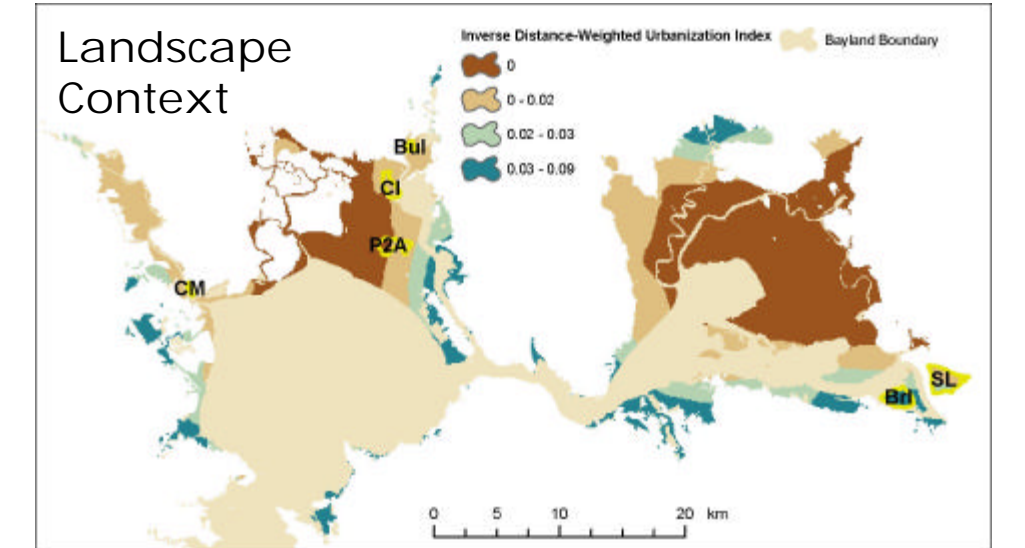 Landscape
Context
Inverse Distance-Weighted Urbanization Index
Bayland Boundary
0
0 - 0.02
0.02 - 0.03
0.03 - 0.09
Bul
CI
P2A
CM
SL
BrI
0 5 10 20 km